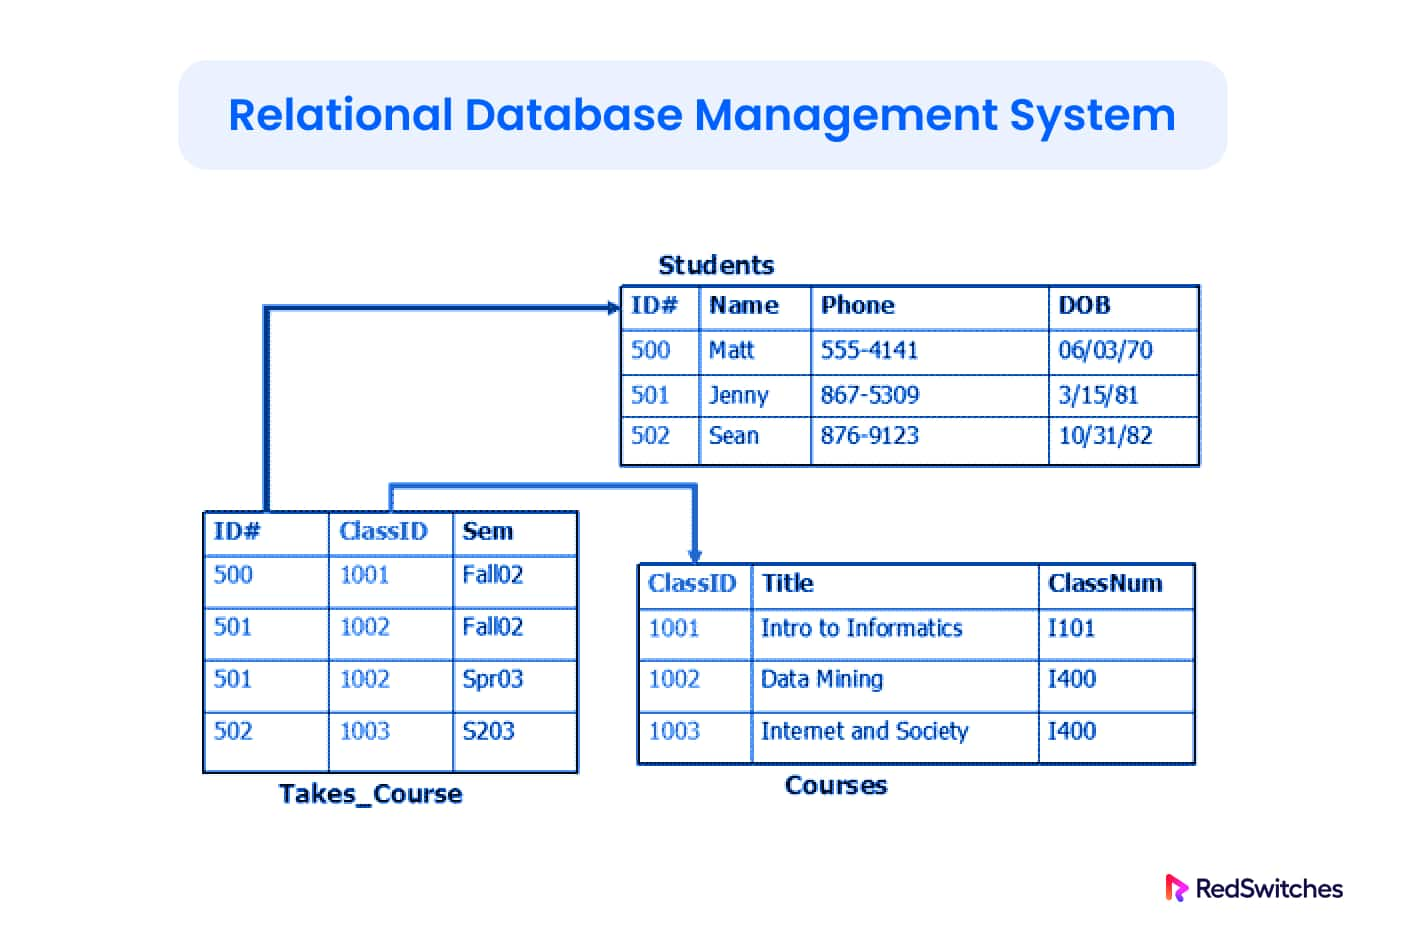 Relational Database Management System
Students
ID# Name Phone DOB
500 Matt 555-4141 06/03/70
501 Jenny 867-5309 3/15/81
502 Sean 876-9123 10/31/82
ID# ClassID Sem
500 1001 Fall02
501 1002 Fall02
501 1002 Spr03
502 1003 S203
Takes_Course
ClassID Title ClassNum
1001 Intro to Informatics I101
1002 Data Mining I400
1003 Internet and Society I400
Courses
RedSwitches